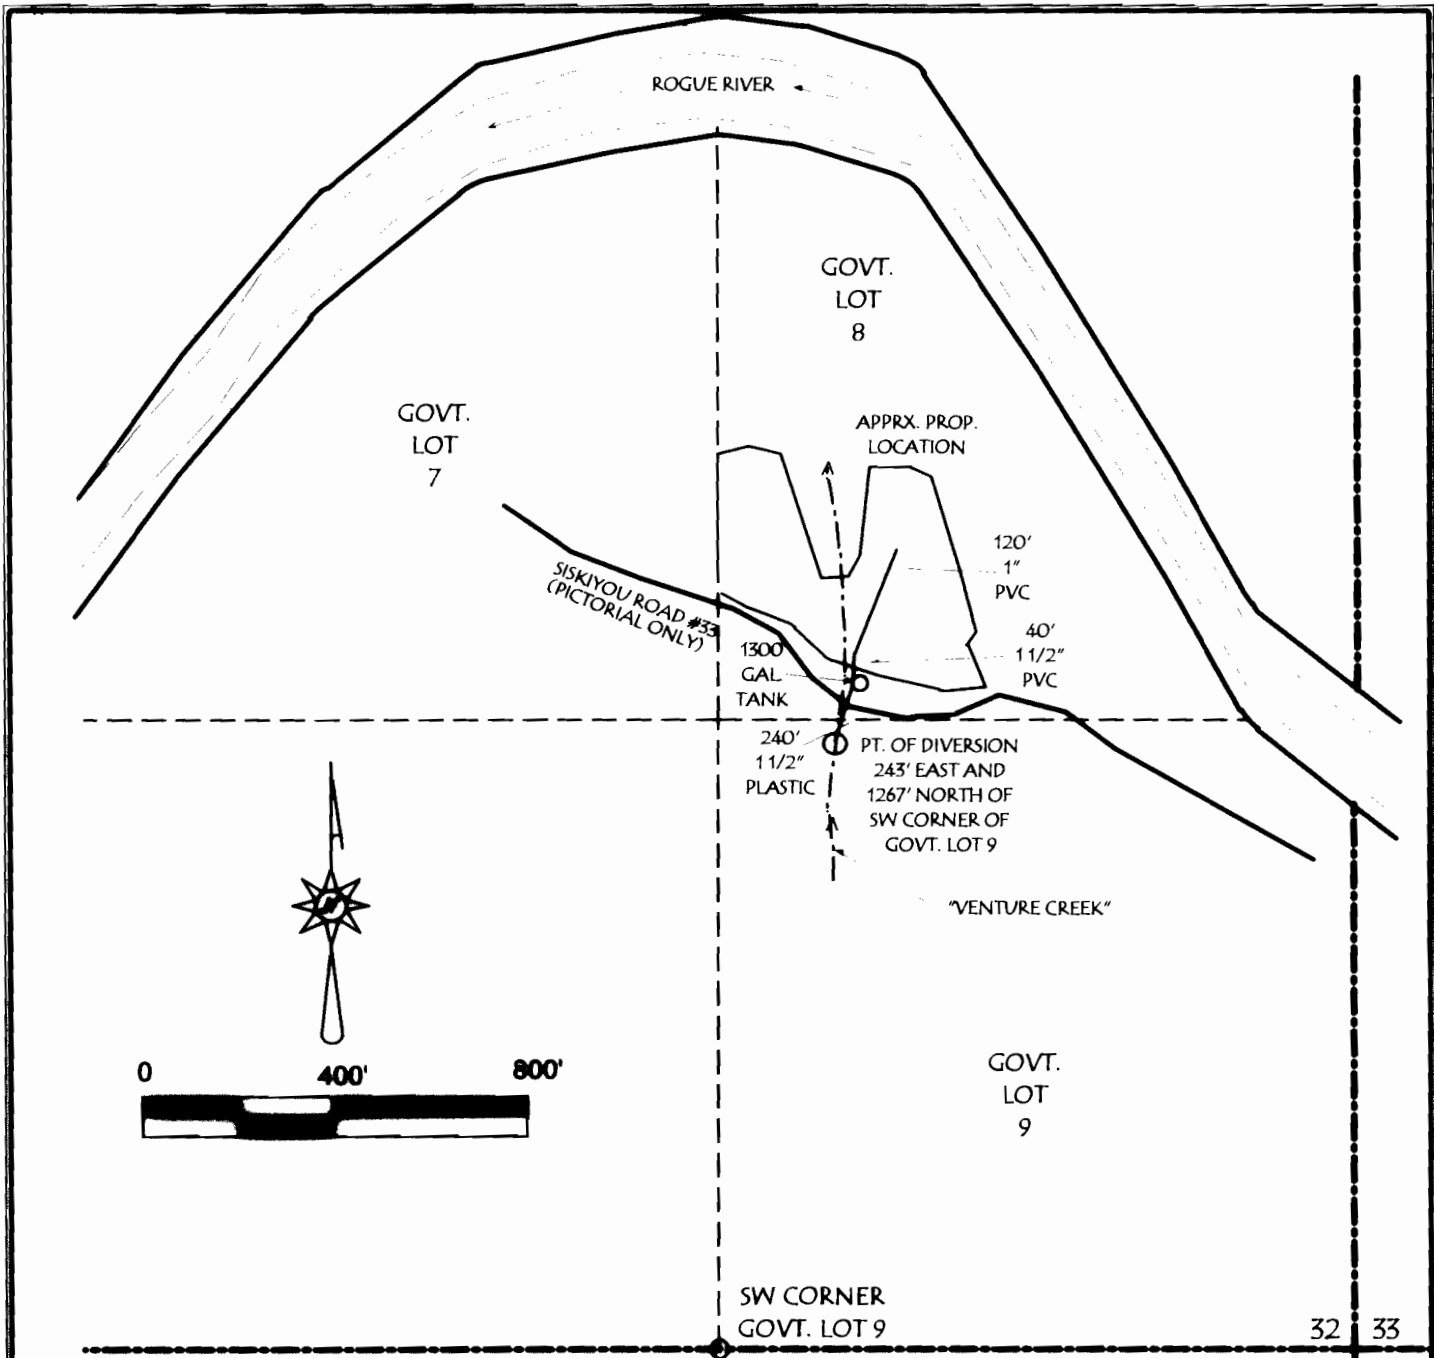 ROGUE RIVER
GOVT.
LOT
8
GOVT.
LOT
7
APPRX. PROP.
LOCATION
120'
1"
PVC
SISKIYOU ROAD #33
(PICTORIAL ONLY)
40'
1 1/2"
PVC
1300
GAL
TANK
240'
1 1/2"
PLASTIC
PT. OF DIVERSION
243' EAST AND
1267' NORTH OF
SW CORNER OF
GOVT. LOT 9
"VENTURE CREEK"
0 400' 800'
GOVT.
LOT
9
SW CORNER
GOVT. LOT 9
32 33